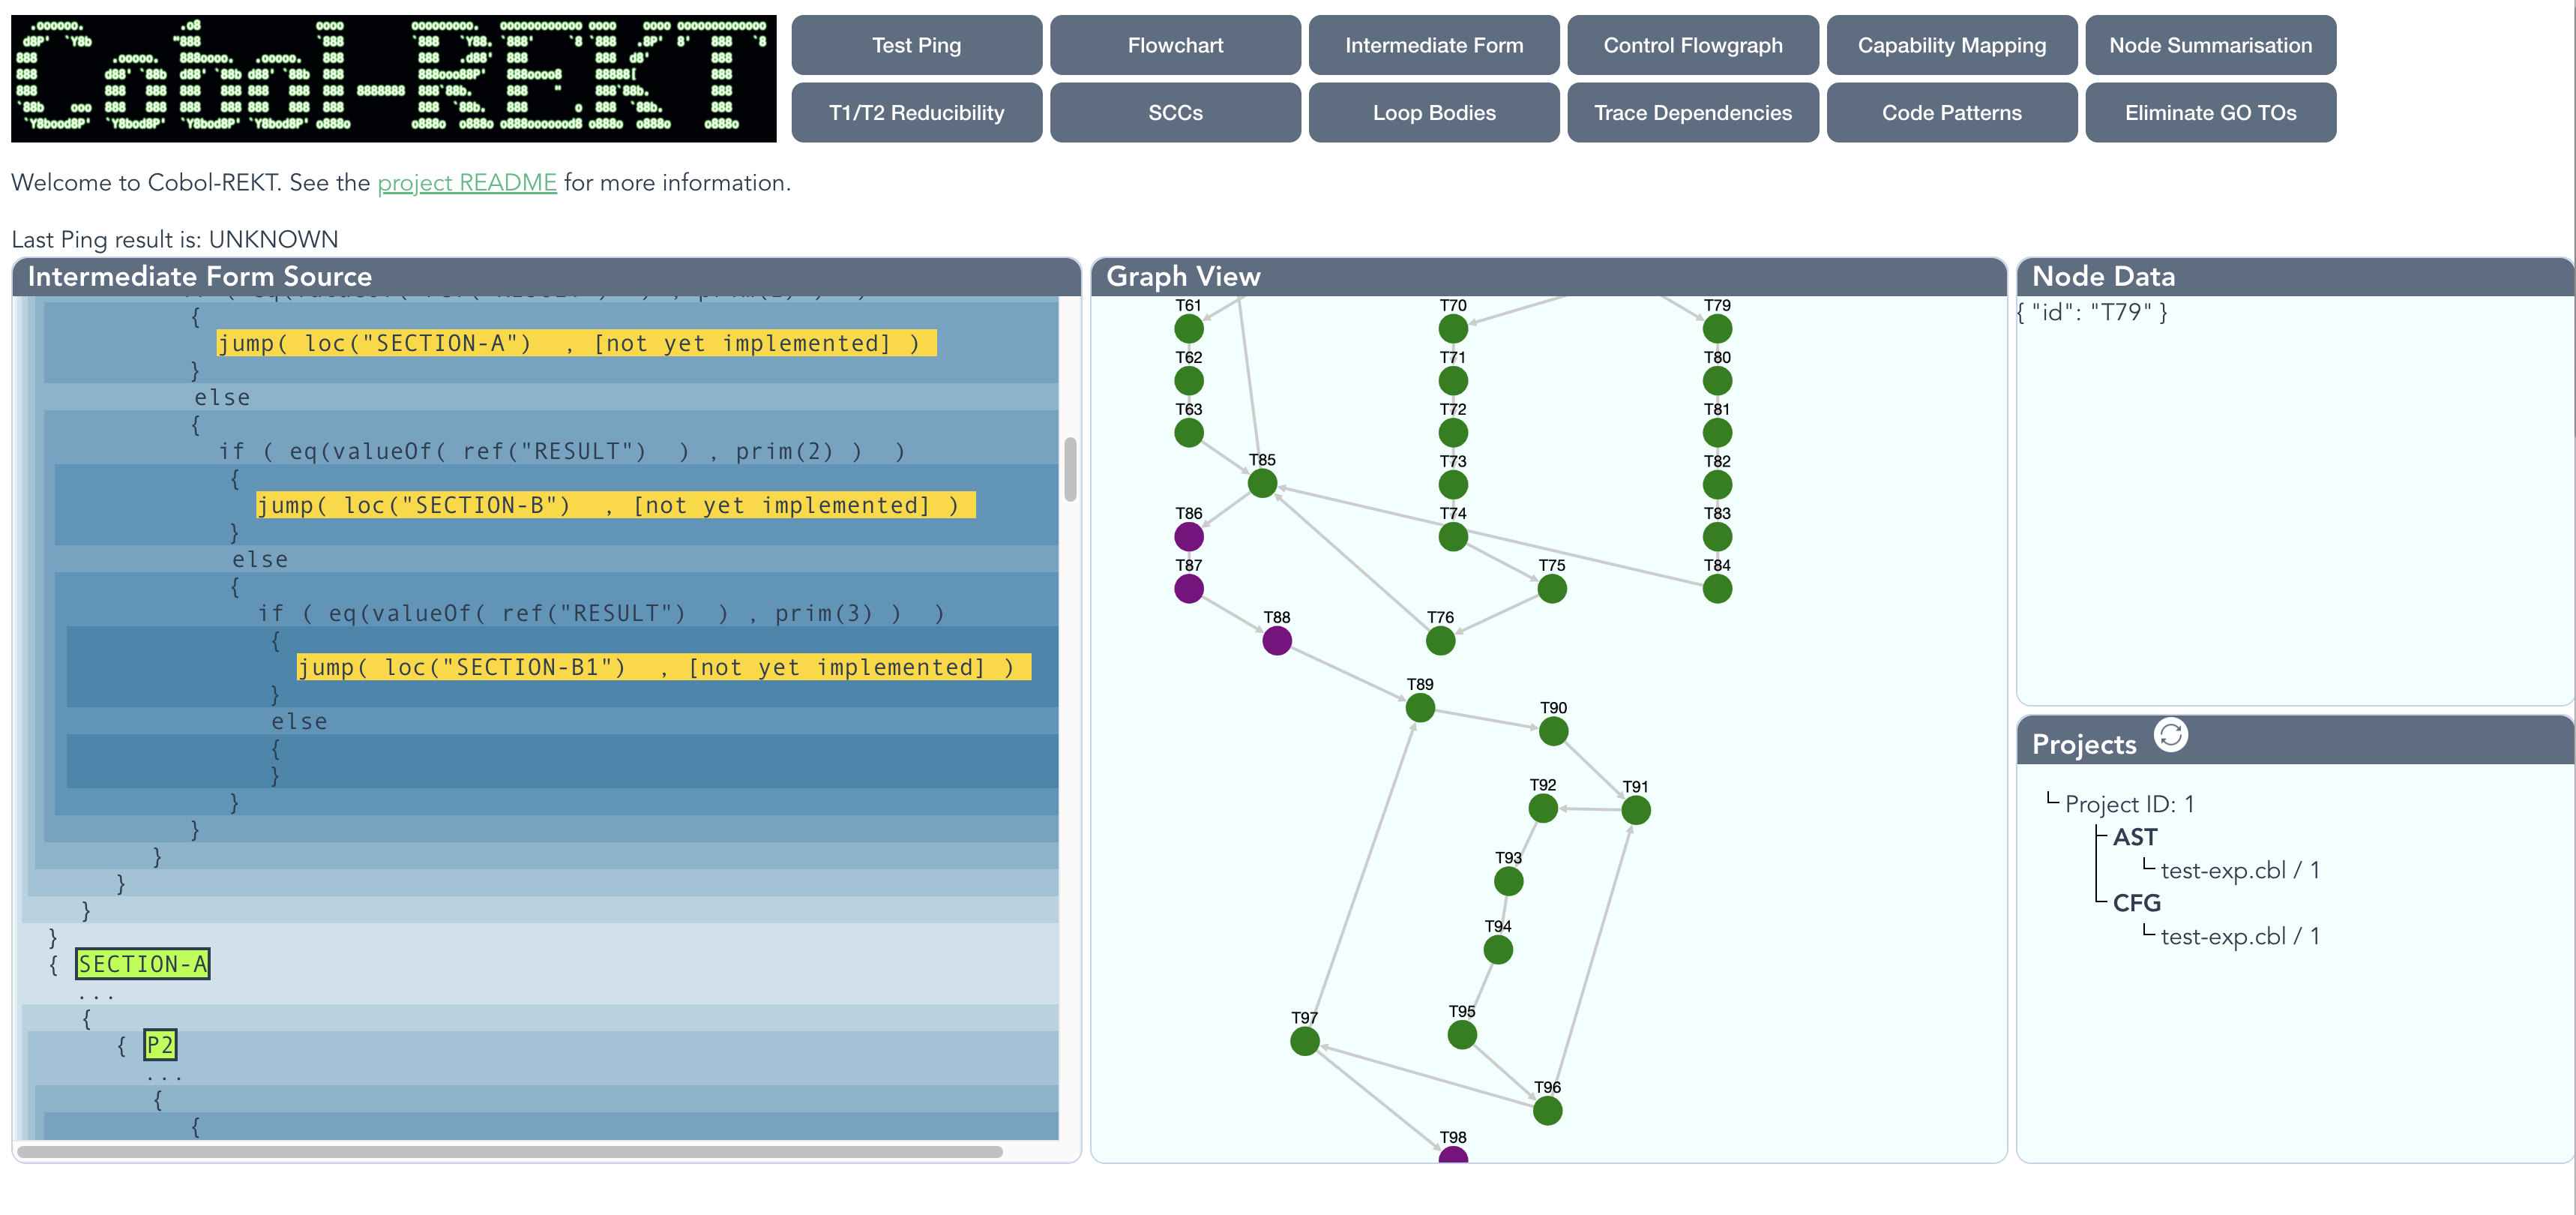 Cobol-REKT
Test Ping
Flowchart
Intermediate Form
Control Flowgraph
Capability Mapping
Node Summarisation
T1/T2 Reducibility
SCCs
Loop Bodies
Trace Dependencies
Code Patterns
Eliminate GO TOs
Welcome to Cobol-REKT. See the project README for more information.
Last Ping result is: UNKNOWN
Intermediate Form Source
{
jump( loc("SECTION-A")  , [not yet implemented] )
}
else
{
if ( eq(valueOf( ref("RESULT")  ) , prim(2) )  )
{
jump( loc("SECTION-B")  , [not yet implemented] )
}
else
{
if ( eq(valueOf( ref("RESULT")  ) , prim(3) )  )
{
jump( loc("SECTION-B1")  , [not yet implemented] )
}
else
{
}
}
}
}
}
}
}
{ SECTION-A
...
{
{ P2
...
{
{
Graph View
T61
T70
T79
T62
T71
T80
T63
T72
T81
T85
T73
T82
T86
T74
T83
T87
T75
T84
T88
T76
T89
T90
T92
T91
T93
T94
T95
T97
T96
T98
Node Data
{ "id": "T79" }
Projects
Project ID: 1
AST
test-exp.cbl / 1
CFG
test-exp.cbl / 1